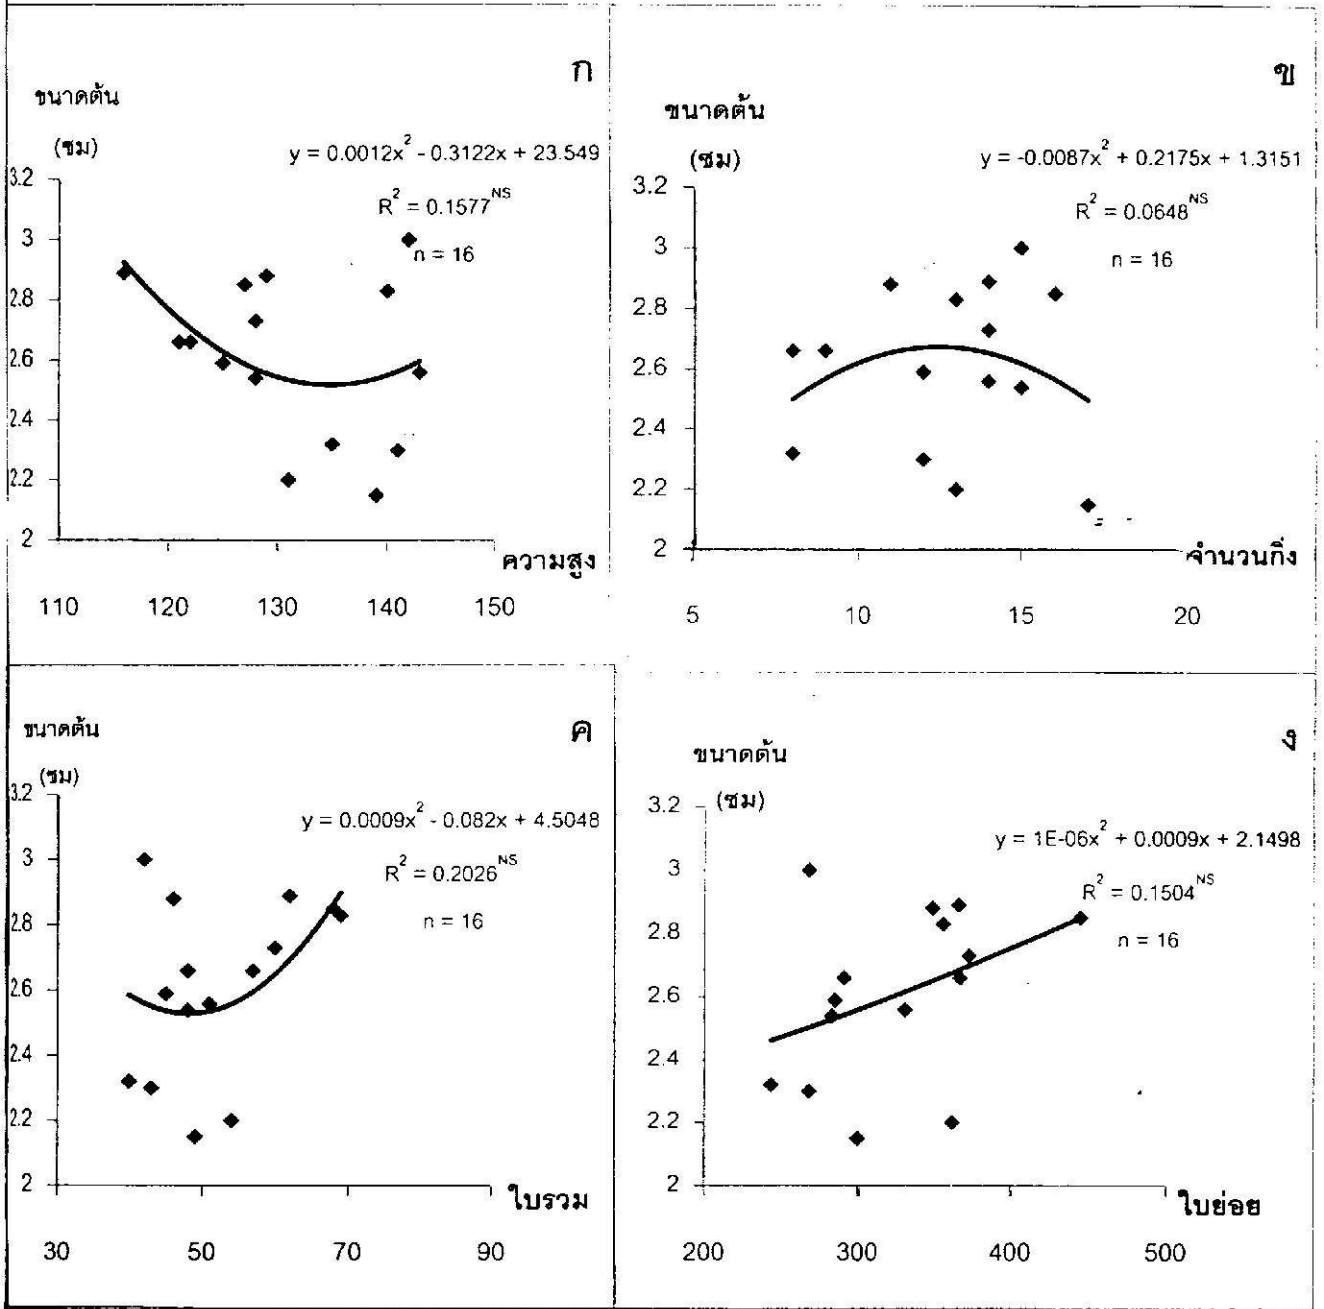 ก
ขนาดต้น
(ซม)
y = 0.0012x² - 0.3122x + 23.549
R² = 0.1577ᴺˢ
n = 16
3.2
3
2.8
2.6
2.4
2.2
2
ความสูง
110 120 130 140 150
ข
ขนาดต้น
(ซม)
y = -0.0087x² + 0.2175x + 1.3151
R² = 0.0648ᴺˢ
n = 16
3.2
3
2.8
2.6
2.4
2.2
2
จำนวนกิ่ง
5 10 15 20
ค
ขนาดต้น
(ซม)
y = 0.0009x² - 0.082x + 4.5048
R² = 0.2026ᴺˢ
n = 16
3.2
3
2.8
2.6
2.4
2.2
2
ใบรวม
30 50 70 90
ง
ขนาดต้น
(ซม)
y = 1E-06x² + 0.0009x + 2.1498
R² = 0.1504ᴺˢ
n = 16
3.2
3
2.8
2.6
2.4
2.2
2
ใบย่อย
200 300 400 500